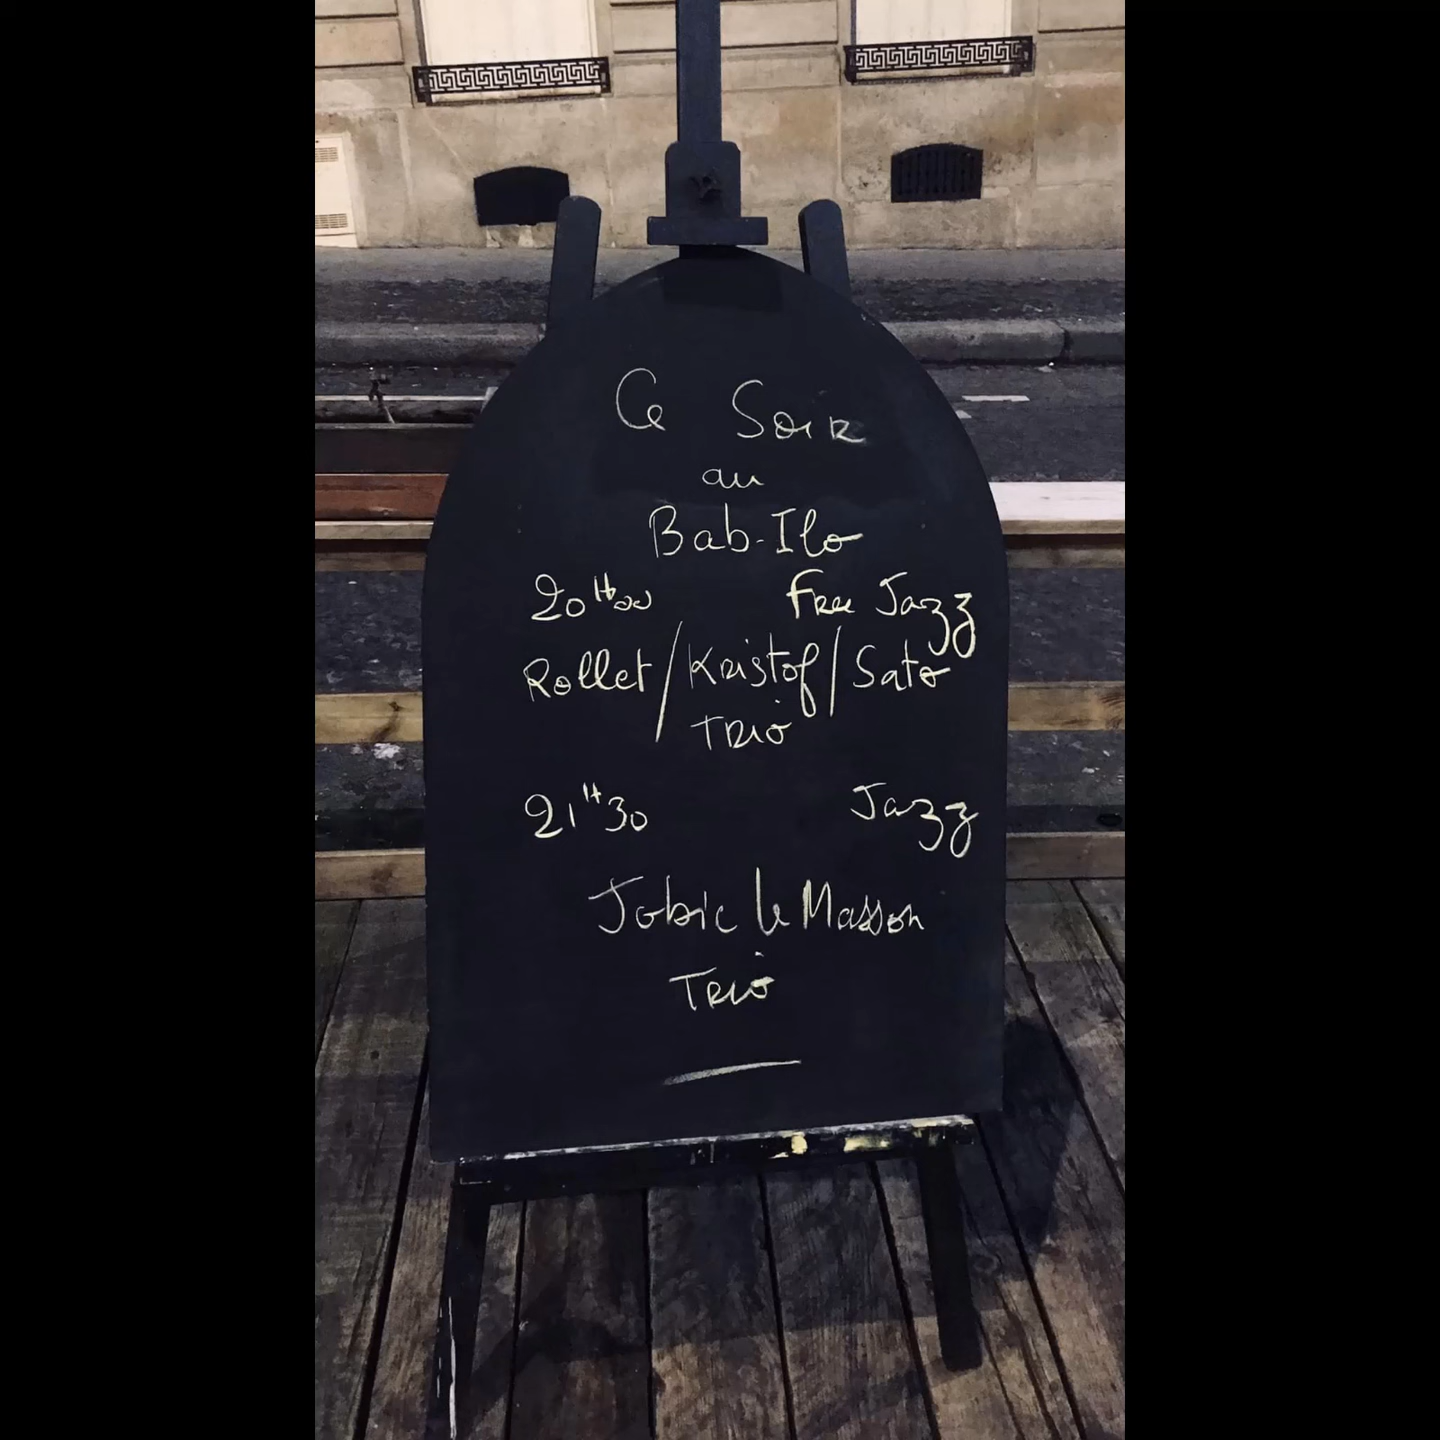 Ce Soir
au
Bab-Ilo
20H00 Free Jazz
Rollet/Kristof/Sato
Trio
21H30 Jazz
Jobic le Masson
Trio